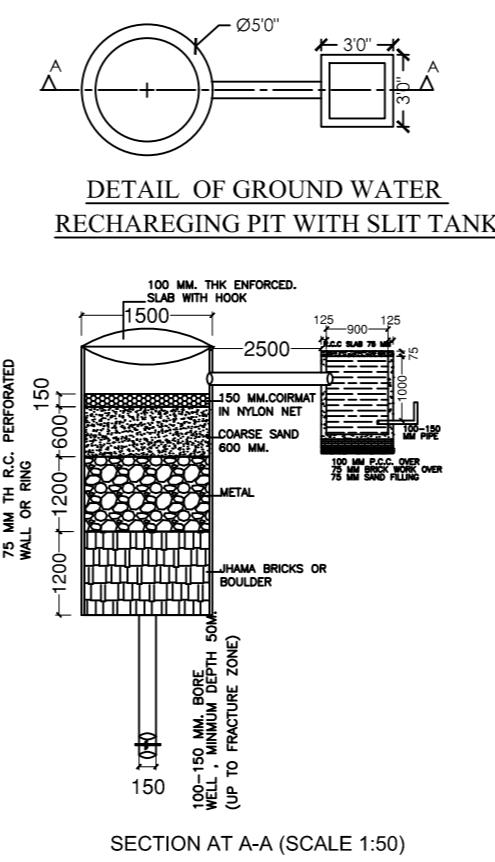 Ø5'0"
3'0"
A
A
3'0"
DETAIL OF GROUND WATER
RECHAREGING PIT WITH SLIT TANK
100 MM. THK ENFORCED.
SLAB WITH HOOK
1500
125
125
900
R.C.C SLAB 75 MM
2500
75
1000
150
150 MM.COIRMAT
IN NYLON NET
600
COARSE SAND
600 MM.
100-150
MM PIPE
100 MM P.C.C. OVER
75 MM BRICK WORK OVER
75 MM SAND FILLING
75 MM TH R.C. PERFORATED
WALL OR RING
1200
METAL
1200
JHAMA BRICKS OR
BOULDER
100-150 MM. BORE
WELL , MINMUM DEPTH 50M.
(UP TO FRACTURE ZONE)
150
SECTION AT A-A (SCALE 1:50)